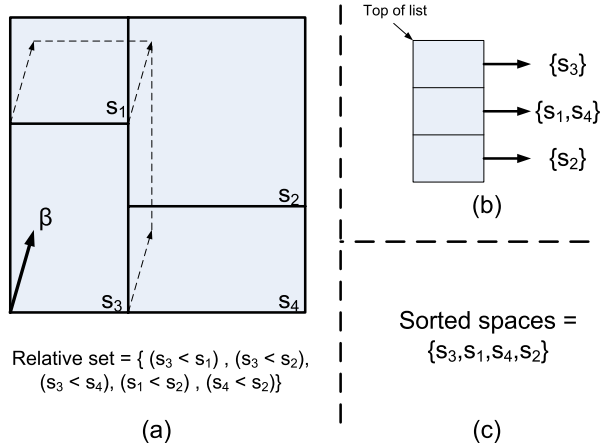 s₁
s₂
β
s₃
s₄
Relative set = { (s₃ < s₁) , (s₃ < s₂),
(s₃ < s₄), (s₁ < s₂) , (s₄ < s₂)}
(a)
Top of list
{s₃}
{s₁,s₄}
{s₂}
(b)
Sorted spaces =
{s₃,s₁,s₄,s₂}
(c)